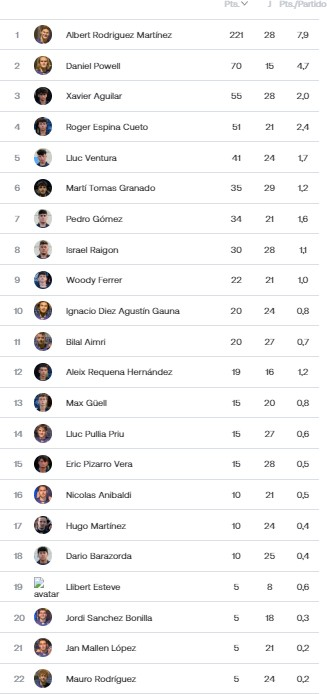 Pts. J Pts./Partido
1 Albert Rodriguez Martínez 221 28 7,9
2 Daniel Powell 70 15 4,7
3 Xavier Aguilar 55 28 2,0
4 Roger Espina Cueto 51 21 2,4
5 Lluc Ventura 41 24 1,7
6 Martí Tomas Granado 35 29 1,2
7 Pedro Gómez 34 21 1,6
8 Israel Raigon 30 28 1,1
9 Woody Ferrer 22 21 1,0
10 Ignacio Diez Agustín Gauna 20 24 0,8
11 Bilal Aimri 20 27 0,7
12 Aleix Requena Hernández 19 16 1,2
13 Max Güell 15 20 0,8
14 Lluc Pullia Priu 15 27 0,6
15 Eric Pizarro Vera 15 28 0,5
16 Nicolas Anibaldi 10 21 0,5
17 Hugo Martínez 10 24 0,4
18 Dario Barazorda 10 25 0,4
19 avatar Llibert Esteve 5 8 0,6
20 Jordi Sanchez Bonilla 5 18 0,3
21 Jan Mallen López 5 21 0,2
22 Mauro Rodríguez 5 24 0,2